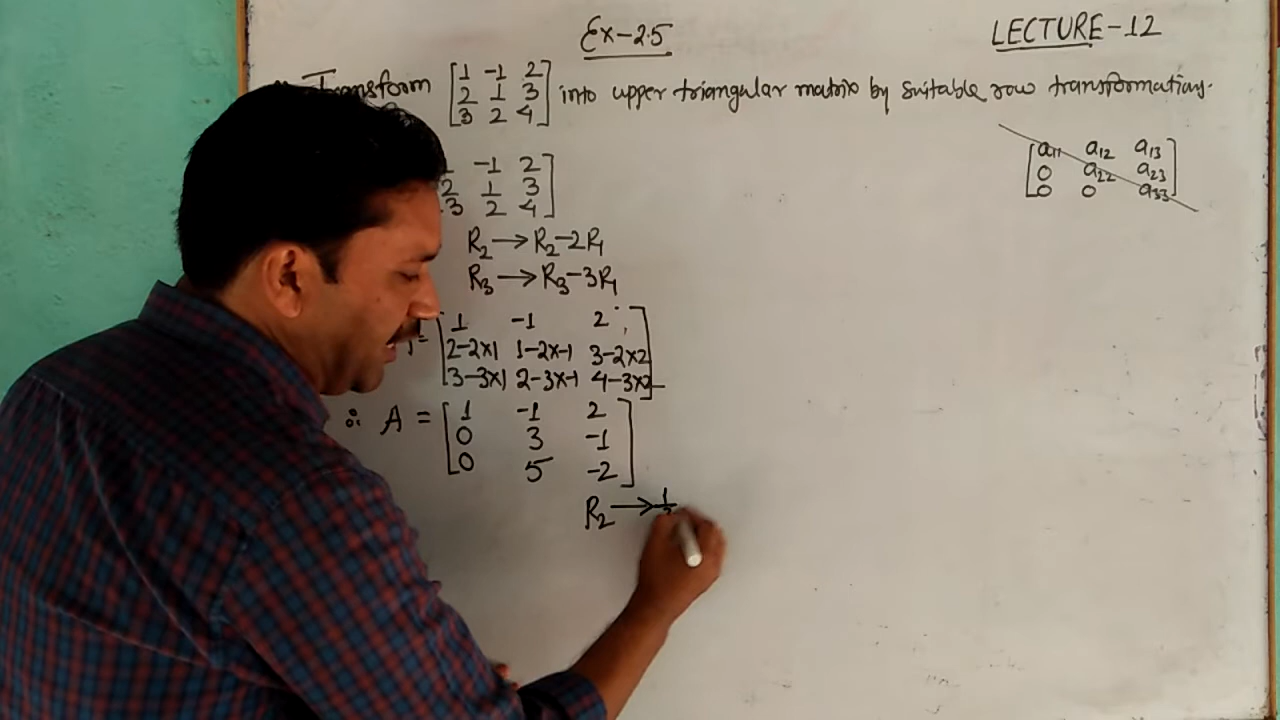 Ex-2.5
LECTURE-12
Transform [1 -1 2 into upper triangular matrix by suitable row transformations.
2 1 3
3 2 4]
[a11 a12 a13
0 a22 a23
0 0 a33]
-1 2
2 1 3
3 2 4]
R2 → R2-2R1
R3 → R3-3R1
= [1 -1 2
2-2×1 1-2×-1 3-2×2
3-3×1 2-3×-1 4-3×2]
∴ A = [1 -1 2
0 3 -1
0 5 -2]
R2 → 1